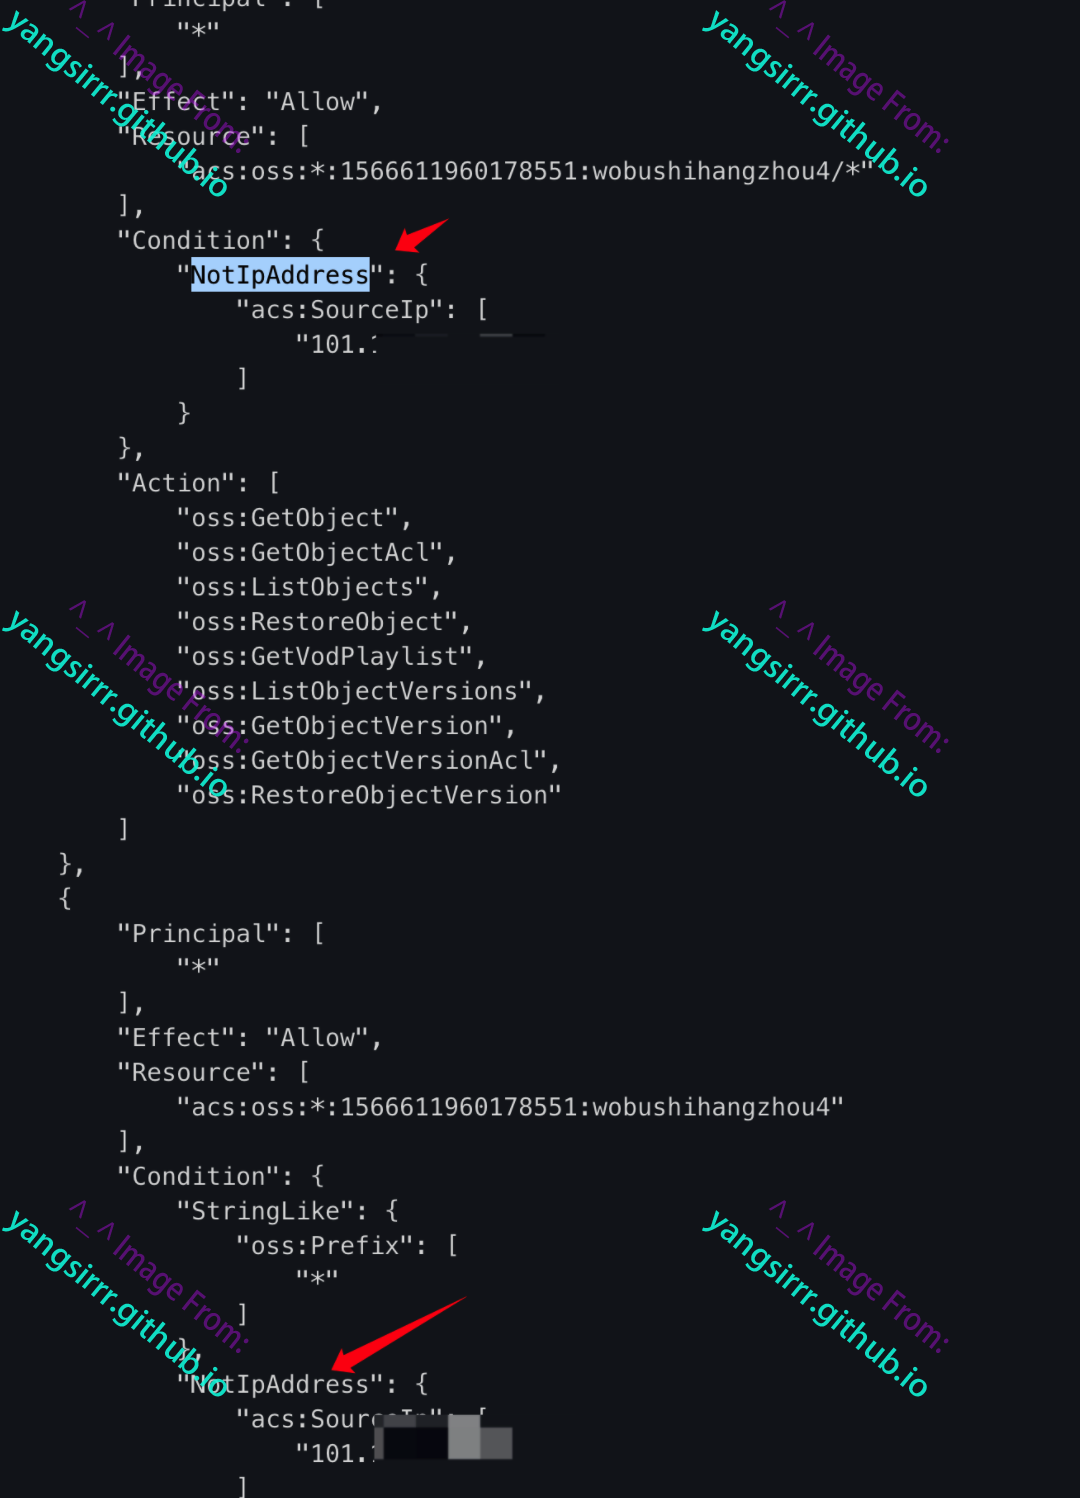 "Principal": [
"*"
],
"Effect": "Allow",
"Resource": [
"acs:oss:*:1566611960178551:wobushihangzhou4/*"
],
"Condition": {
"NotIpAddress": {
"acs:SourceIp": [
"101.
]
}
},
"Action": [
"oss:GetObject",
"oss:GetObjectAcl",
"oss:ListObjects",
"oss:RestoreObject",
"oss:GetVodPlaylist",
"oss:ListObjectVersions",
"oss:GetObjectVersion",
"oss:GetObjectVersionAcl",
"oss:RestoreObjectVersion"
]
},
{
"Principal": [
"*"
],
"Effect": "Allow",
"Resource": [
"acs:oss:*:1566611960178551:wobushihangzhou4"
],
"Condition": {
"StringLike": {
"oss:Prefix": [
"*"
]
},
"NotIpAddress": {
"acs:SourceIp": [
"101.
]
^_^ Image From:
yangsirrr.github.io
^_^ Image From:
yangsirrr.github.io
^_^ Image From:
yangsirrr.github.io
^_^ Image From:
yangsirrr.github.io
^_^ Image From:
yangsirrr.github.io
^_^ Image From:
yangsirrr.github.io